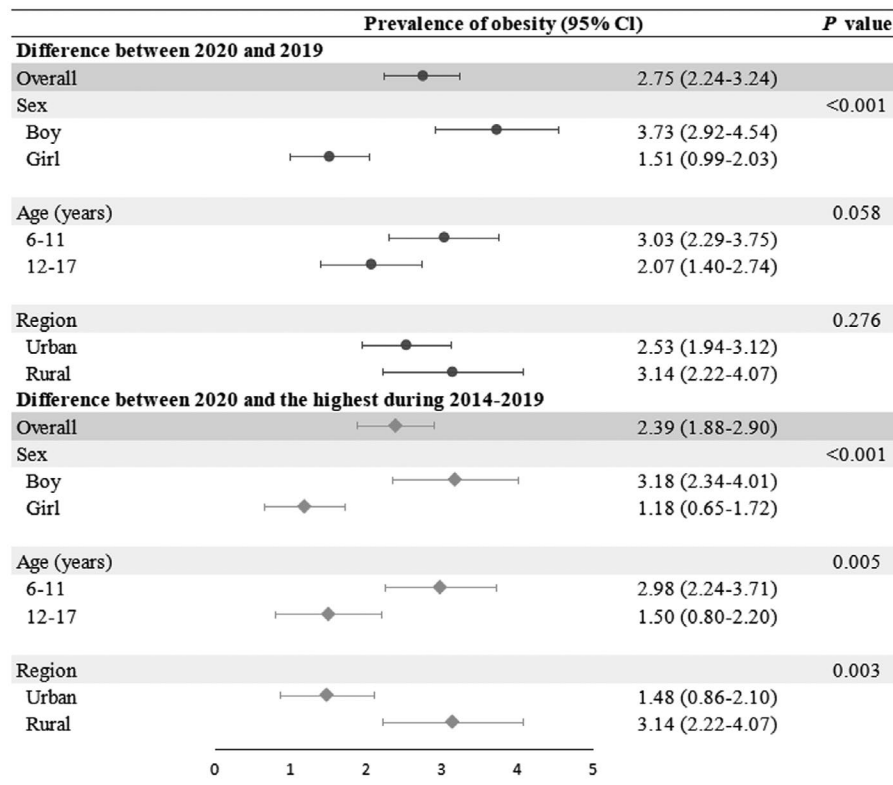 Prevalence of obesity (95% CI) P value
Difference between 2020 and 2019
Overall 2.75 (2.24-3.24)
Sex <0.001
Boy 3.73 (2.92-4.54)
Girl 1.51 (0.99-2.03)
Age (years) 0.058
6-11 3.03 (2.29-3.75)
12-17 2.07 (1.40-2.74)
Region 0.276
Urban 2.53 (1.94-3.12)
Rural 3.14 (2.22-4.07)
Difference between 2020 and the highest during 2014-2019
Overall 2.39 (1.88-2.90)
Sex <0.001
Boy 3.18 (2.34-4.01)
Girl 1.18 (0.65-1.72)
Age (years) 0.005
6-11 2.98 (2.24-3.71)
12-17 1.50 (0.80-2.20)
Region 0.003
Urban 1.48 (0.86-2.10)
Rural 3.14 (2.22-4.07)
0 1 2 3 4 5